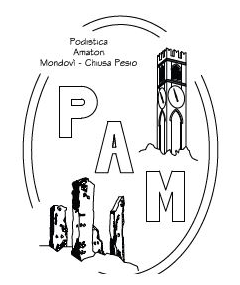 Podistica
Amatori
Mondovì - Chiusa Pesio
P
A
M